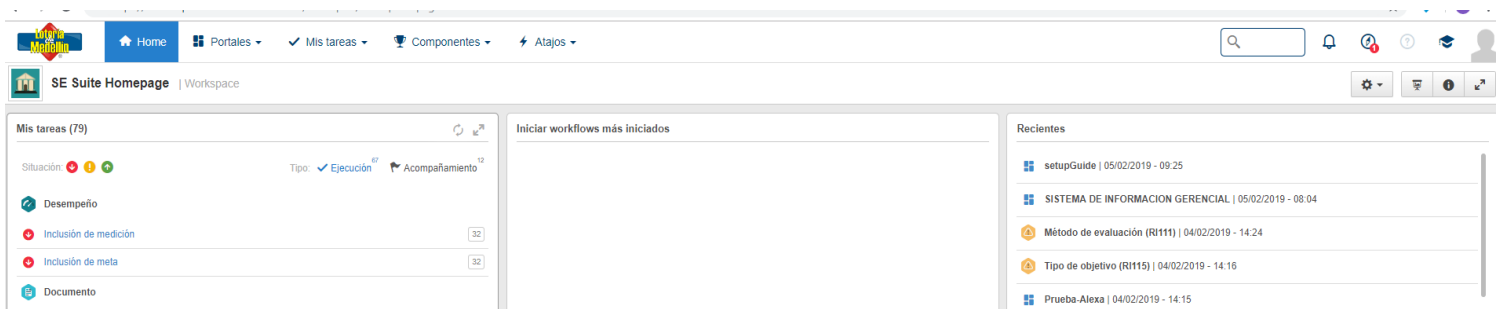 Lotería
de
Medellín
Home
Portales
Mis tareas
Componentes
Atajos
1
SE Suite Homepage | Workspace
Mis tareas (79)
Situación:
Tipo: Ejecución 67 Acompañamiento 12
Desempeño
Inclusión de medición 32
Inclusión de meta 32
Documento
Iniciar workflows más iniciados
Recientes
setupGuide | 05/02/2019 - 09:25
SISTEMA DE INFORMACION GERENCIAL | 05/02/2019 - 08:04
Método de evaluación (RI111) | 04/02/2019 - 14:24
Tipo de objetivo (RI115) | 04/02/2019 - 14:16
Prueba-Alexa | 04/02/2019 - 14:15